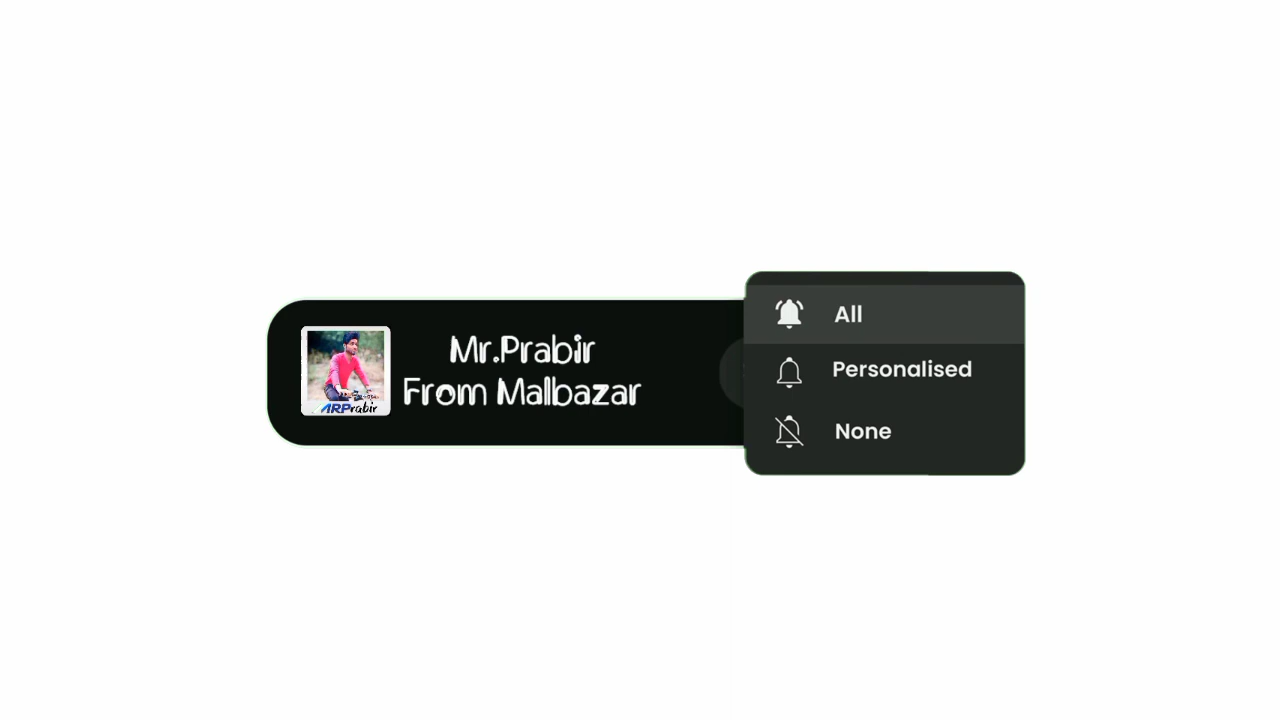 Mr.Prabir
From Malbazar
ARPrabir
All
Personalised
None